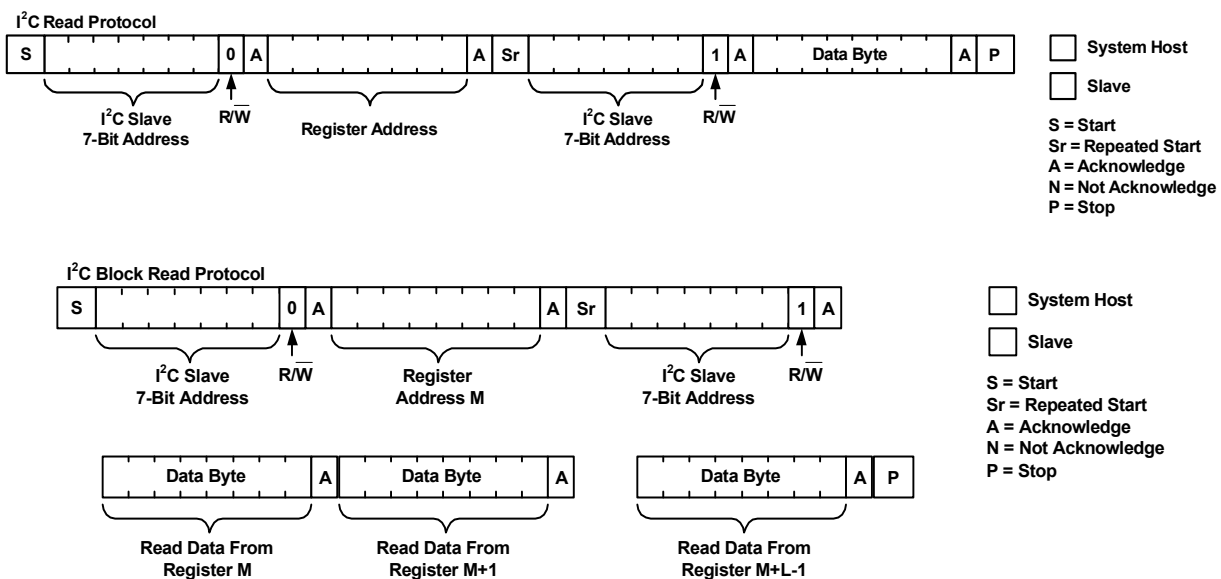 I²C Read Protocol
S 0 A A Sr 1 A Data Byte A P
I²C Slave
7-Bit Address
R/W̅
Register Address
I²C Slave
7-Bit Address
R/W̅
System Host
Slave
S = Start
Sr = Repeated Start
A = Acknowledge
N = Not Acknowledge
P = Stop
I²C Block Read Protocol
S 0 A A Sr 1 A
I²C Slave
7-Bit Address
R/W̅
Register
Address M
I²C Slave
7-Bit Address
R/W̅
Data Byte A Data Byte A Data Byte A P
Read Data From
Register M
Read Data From
Register M+1
Read Data From
Register M+L-1
System Host
Slave
S = Start
Sr = Repeated Start
A = Acknowledge
N = Not Acknowledge
P = Stop